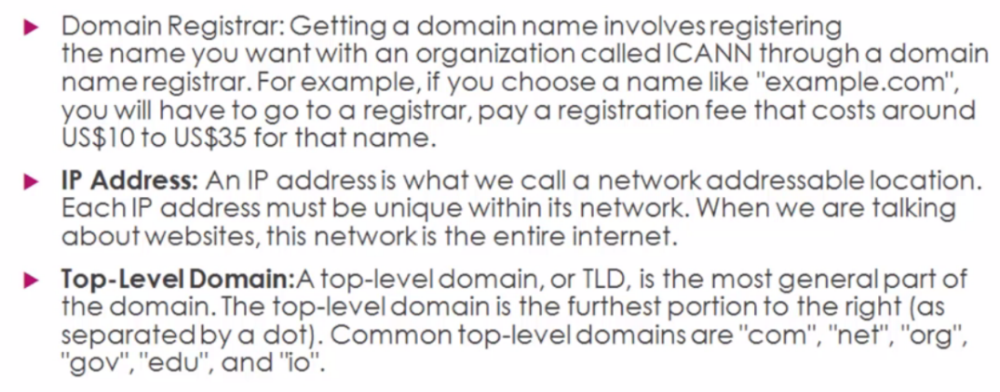 Domain Registrar: Getting a domain name involves registering
the name you want with an organization called ICANN through a domain
name registrar. For example, if you choose a name like "example.com",
you will have to go to a registrar, pay a registration fee that costs around
US$10 to US$35 for that name.
IP Address: An IP address is what we call a network addressable location.
Each IP address must be unique within its network. When we are talking
about websites, this network is the entire internet.
Top-Level Domain:A top-level domain, or TLD, is the most general part of
the domain. The top-level domain is the furthest portion to the right (as
separated by a dot). Common top-level domains are "com", "net", "org",
"gov", "edu", and "io".